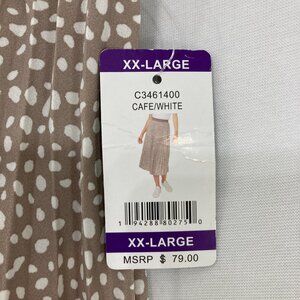 XX-LARGE
C3461400
CAFE/WHITE
1 94288 80275 0
XX-LARGE
MSRP $ 79.00